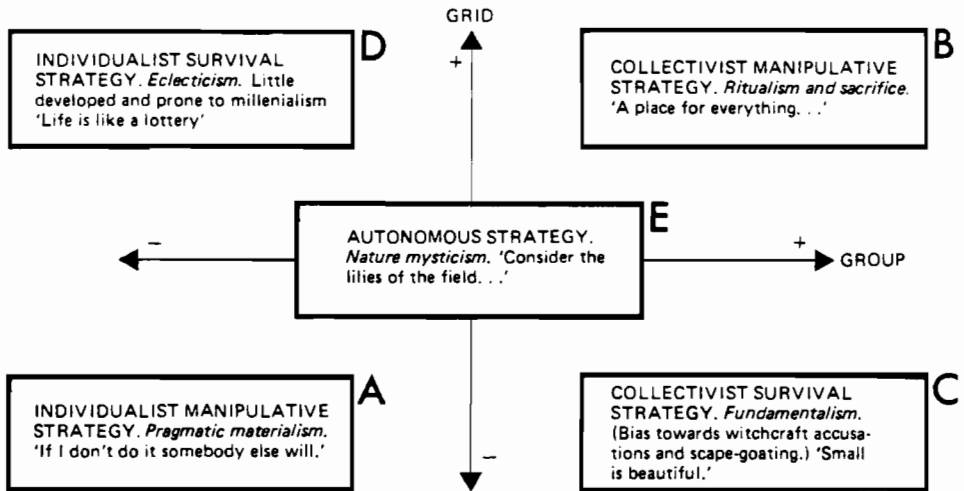 GRID
+
D
INDIVIDUALIST SURVIVAL
STRATEGY. Eclecticism. Little
developed and prone to millenialism
'Life is like a lottery'
B
COLLECTIVIST MANIPULATIVE
STRATEGY. Ritualism and sacrifice.
'A place for everything. . .'
E
AUTONOMOUS STRATEGY.
Nature mysticism. 'Consider the
lilies of the field. . .'
−
+
GROUP
A
INDIVIDUALIST MANIPULATIVE
STRATEGY. Pragmatic materialism.
'If I don't do it somebody else will.'
−
C
COLLECTIVIST SURVIVAL
STRATEGY. Fundamentalism.
(Bias towards witchcraft accusa-
tions and scape-goating.) 'Small
is beautiful.'